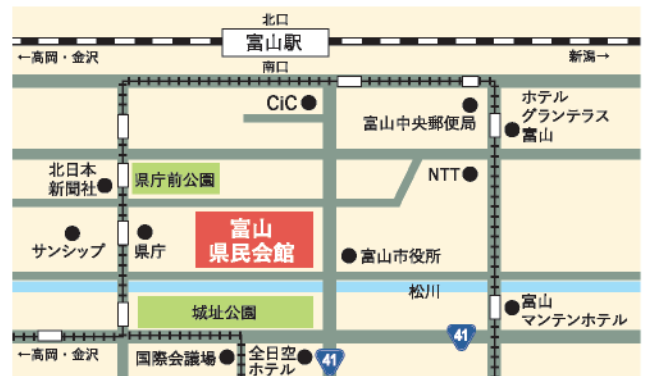 北口
富山駅
←高岡・金沢
新潟→
南口
CiC
富山中央郵便局
ホテル
グランテラス
富山
北日本
新聞社
県庁前公園
NTT
サンシップ
県庁
富山
県民会館
富山市役所
松川
城址公園
富山
マンテンホテル
41
←高岡・金沢
国際会議場
全日空
ホテル
41